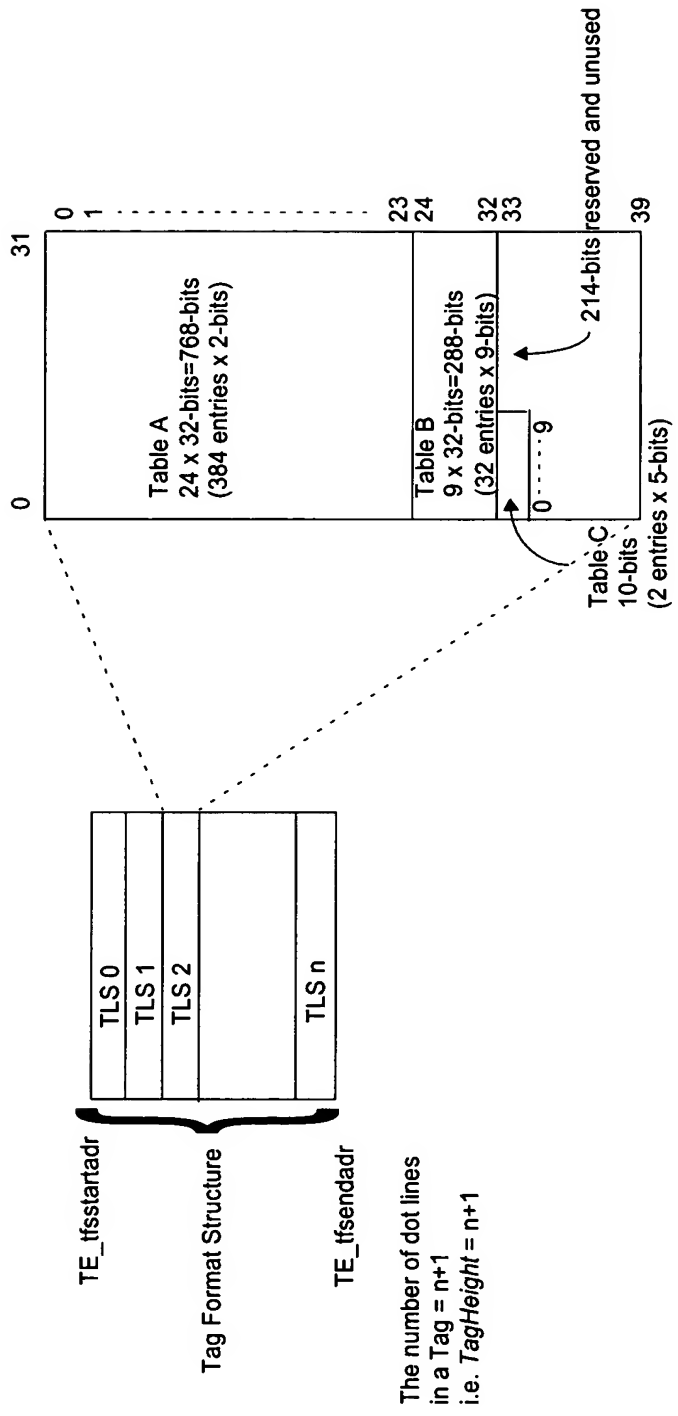 TE_tfsstartadr
Tag Format Structure
TE_tfsendadr
The number of dot lines
in a Tag = n+1
i.e. TagHeight = n+1
TLS 0
TLS 1
TLS 2
TLS n
0
31
Table A
24 x 32-bits=768-bits
(384 entries x 2-bits)
0
1
23
24
Table B
9 x 32-bits=288-bits
(32 entries x 9-bits)
32
33
0 9
39
Table C
10-bits
(2 entries x 5-bits)
214-bits reserved and unused